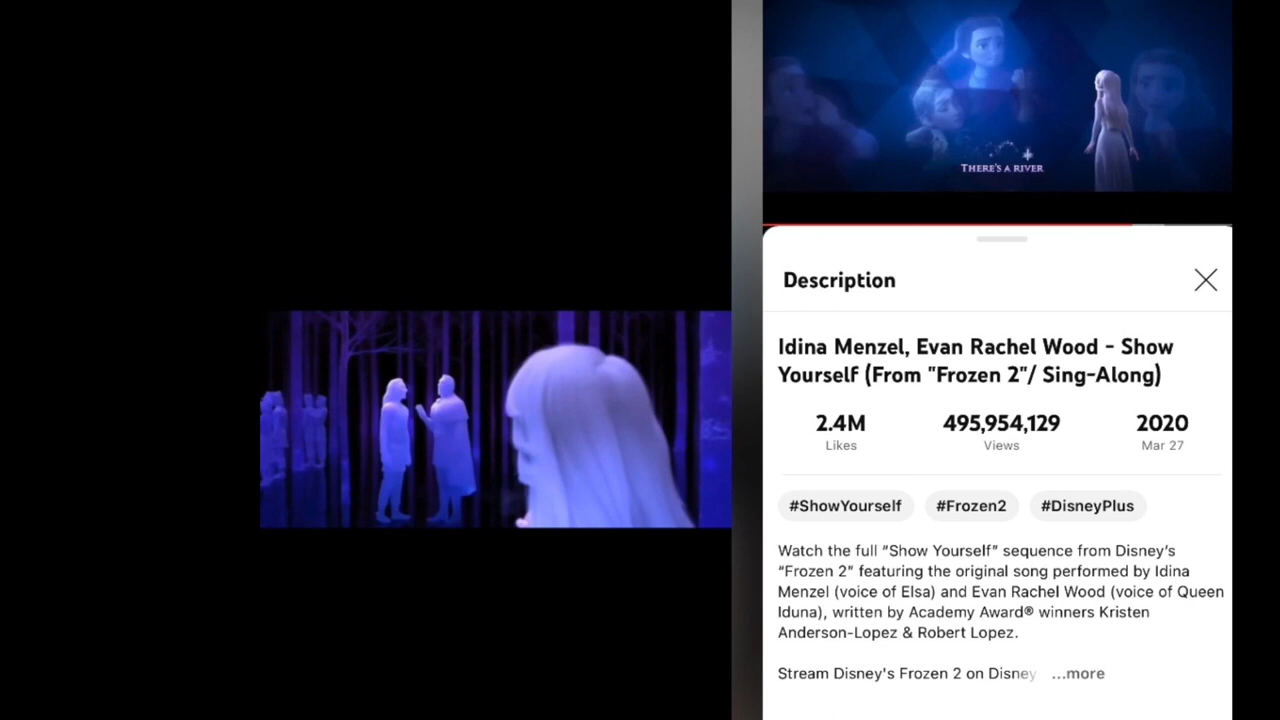 THERE'S A RIVER
Description
Idina Menzel, Evan Rachel Wood - Show
Yourself (From "Frozen 2"/ Sing-Along)
2.4M 495,954,129 2020
Likes Views Mar 27
#ShowYourself #Frozen2 #DisneyPlus
Watch the full “Show Yourself” sequence from Disney’s
“Frozen 2” featuring the original song performed by Idina
Menzel (voice of Elsa) and Evan Rachel Wood (voice of Queen
Iduna), written by Academy Award® winners Kristen
Anderson-Lopez & Robert Lopez.
Stream Disney's Frozen 2 on Disney ...more